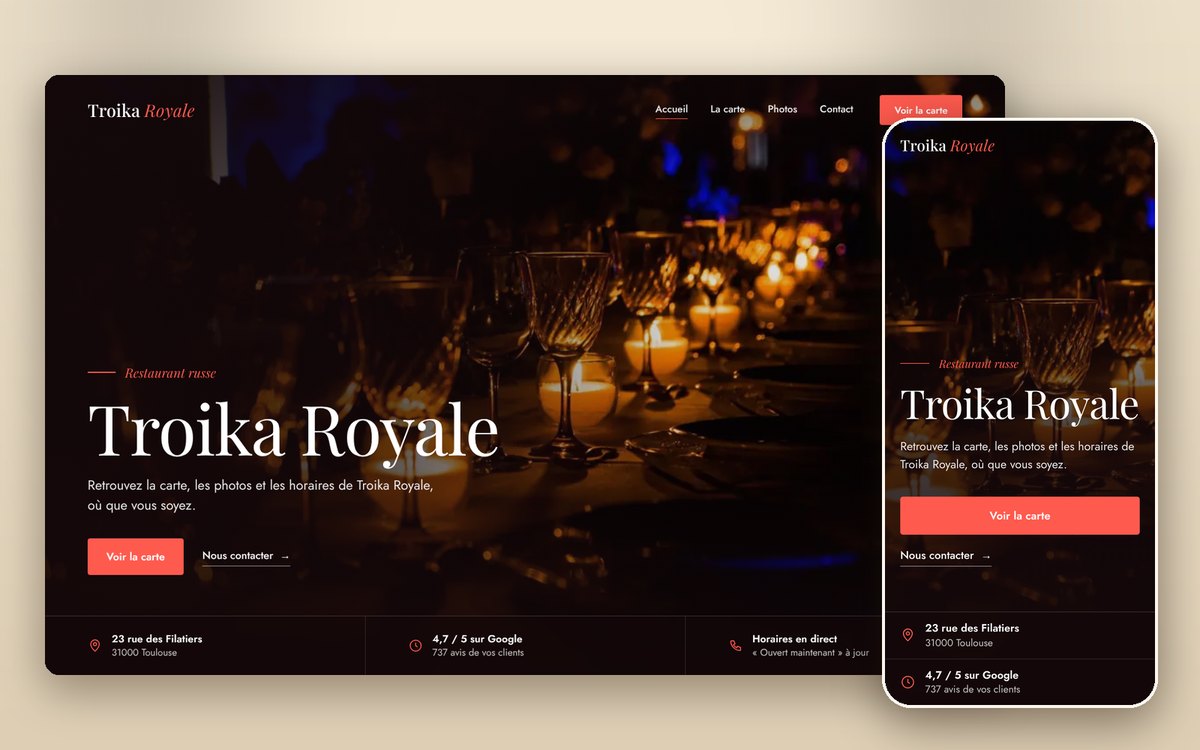 Troika Royale
Accueil La carte Photos Contact Voir la carte
Restaurant russe
Troika Royale
Retrouvez la carte, les photos et les horaires de Troika Royale,
où que vous soyez.
Voir la carte Nous contacter →
23 rue des Filatiers
31000 Toulouse
4,7 / 5 sur Google
737 avis de vos clients
Horaires en direct
« Ouvert maintenant » à jour
Troika Royale
Restaurant russe
Troika Royale
Retrouvez la carte, les photos et les horaires de
Troika Royale, où que vous soyez.
Voir la carte
Nous contacter →
23 rue des Filatiers
31000 Toulouse
4,7 / 5 sur Google
737 avis de vos clients